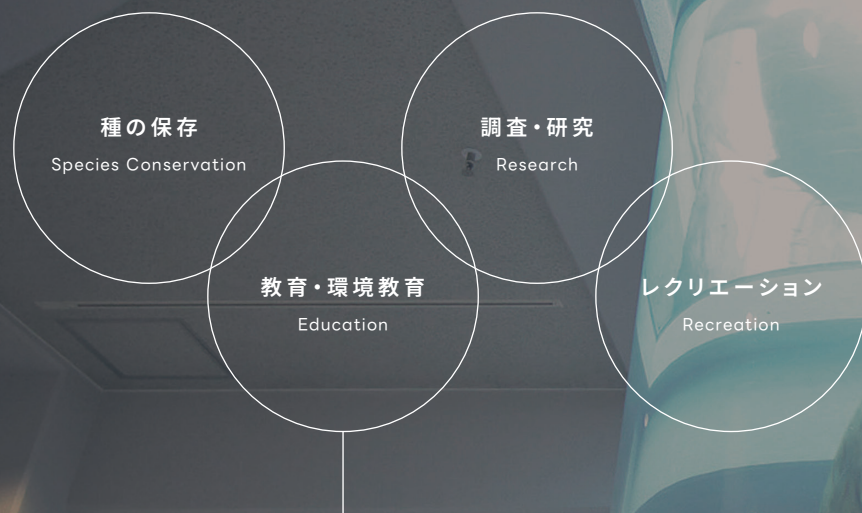 種の保存
Species Conservation
調査・研究
Research
教育・環境教育
Education
レクリエーション
Recreation